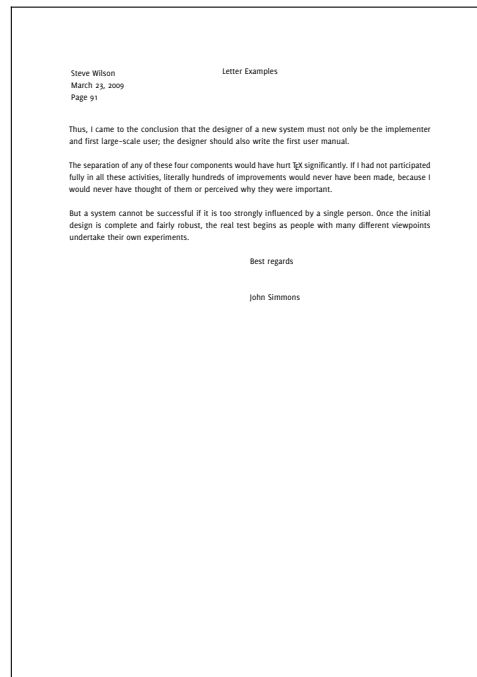 Steve Wilson
Letter Examples
March 23, 2009
Page 91
Thus, I came to the conclusion that the designer of a new system must not only be the implementer
and first large-scale user; the designer should also write the first user manual.
The separation of any of these four components would have hurt TEX significantly. If I had not participated
fully in all these activities, literally hundreds of improvements would never have been made, because I
would never have thought of them or perceived why they were important.
But a system cannot be successful if it is too strongly influenced by a single person. Once the initial
design is complete and fairly robust, the real test begins as people with many different viewpoints
undertake their own experiments.
Best regards
John Simmons